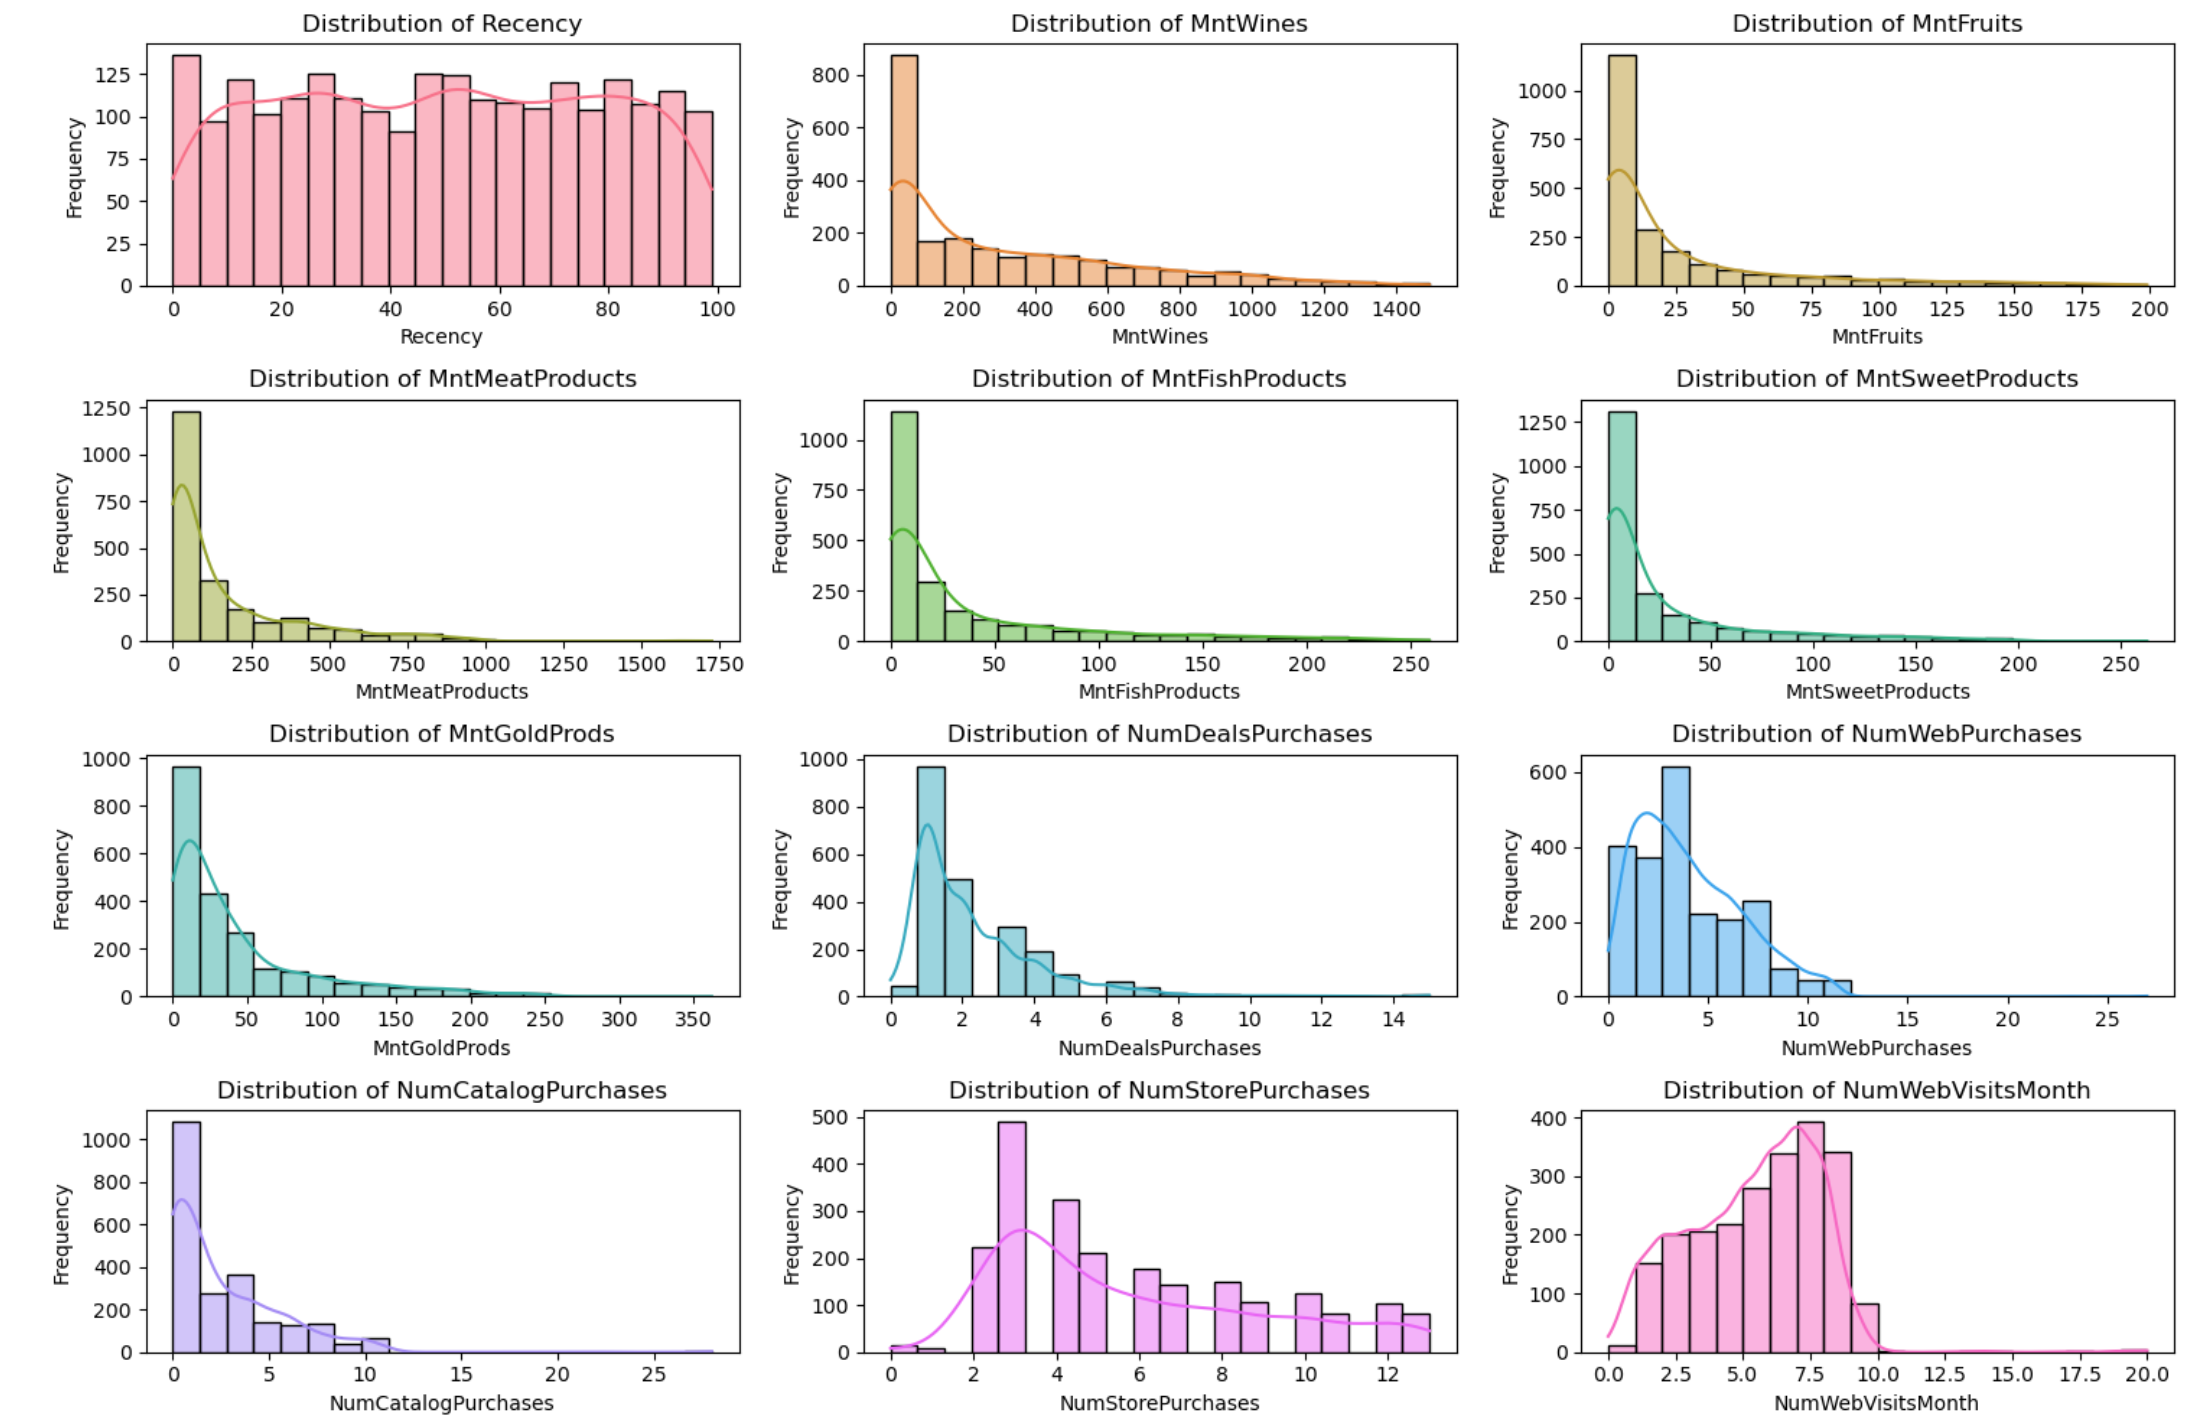 Distribution of Recency
125
100
75
50
25
0
Frequency
0 20 40 60 80 100
Recency
Distribution of MntWines
800
600
400
200
0
Frequency
0 200 400 600 800 1000 1200 1400
MntWines
Distribution of MntFruits
1000
750
500
250
0
Frequency
0 25 50 75 100 125 150 175 200
MntFruits
Distribution of MntMeatProducts
1250
1000
750
500
250
0
Frequency
0 250 500 750 1000 1250 1500 1750
MntMeatProducts
Distribution of MntFishProducts
1000
750
500
250
0
Frequency
0 50 100 150 200 250
MntFishProducts
Distribution of MntSweetProducts
1250
1000
750
500
250
0
Frequency
0 50 100 150 200 250
MntSweetProducts
Distribution of MntGoldProds
1000
800
600
400
200
0
Frequency
0 50 100 150 200 250 300 350
MntGoldProds
Distribution of NumDealsPurchases
1000
800
600
400
200
0
Frequency
0 2 4 6 8 10 12 14
NumDealsPurchases
Distribution of NumWebPurchases
600
400
200
0
Frequency
0 5 10 15 20 25
NumWebPurchases
Distribution of NumCatalogPurchases
1000
800
600
400
200
0
Frequency
0 5 10 15 20 25
NumCatalogPurchases
Distribution of NumStorePurchases
500
400
300
200
100
0
Frequency
0 2 4 6 8 10 12
NumStorePurchases
Distribution of NumWebVisitsMonth
400
300
200
100
0
Frequency
0.0 2.5 5.0 7.5 10.0 12.5 15.0 17.5 20.0
NumWebVisitsMonth